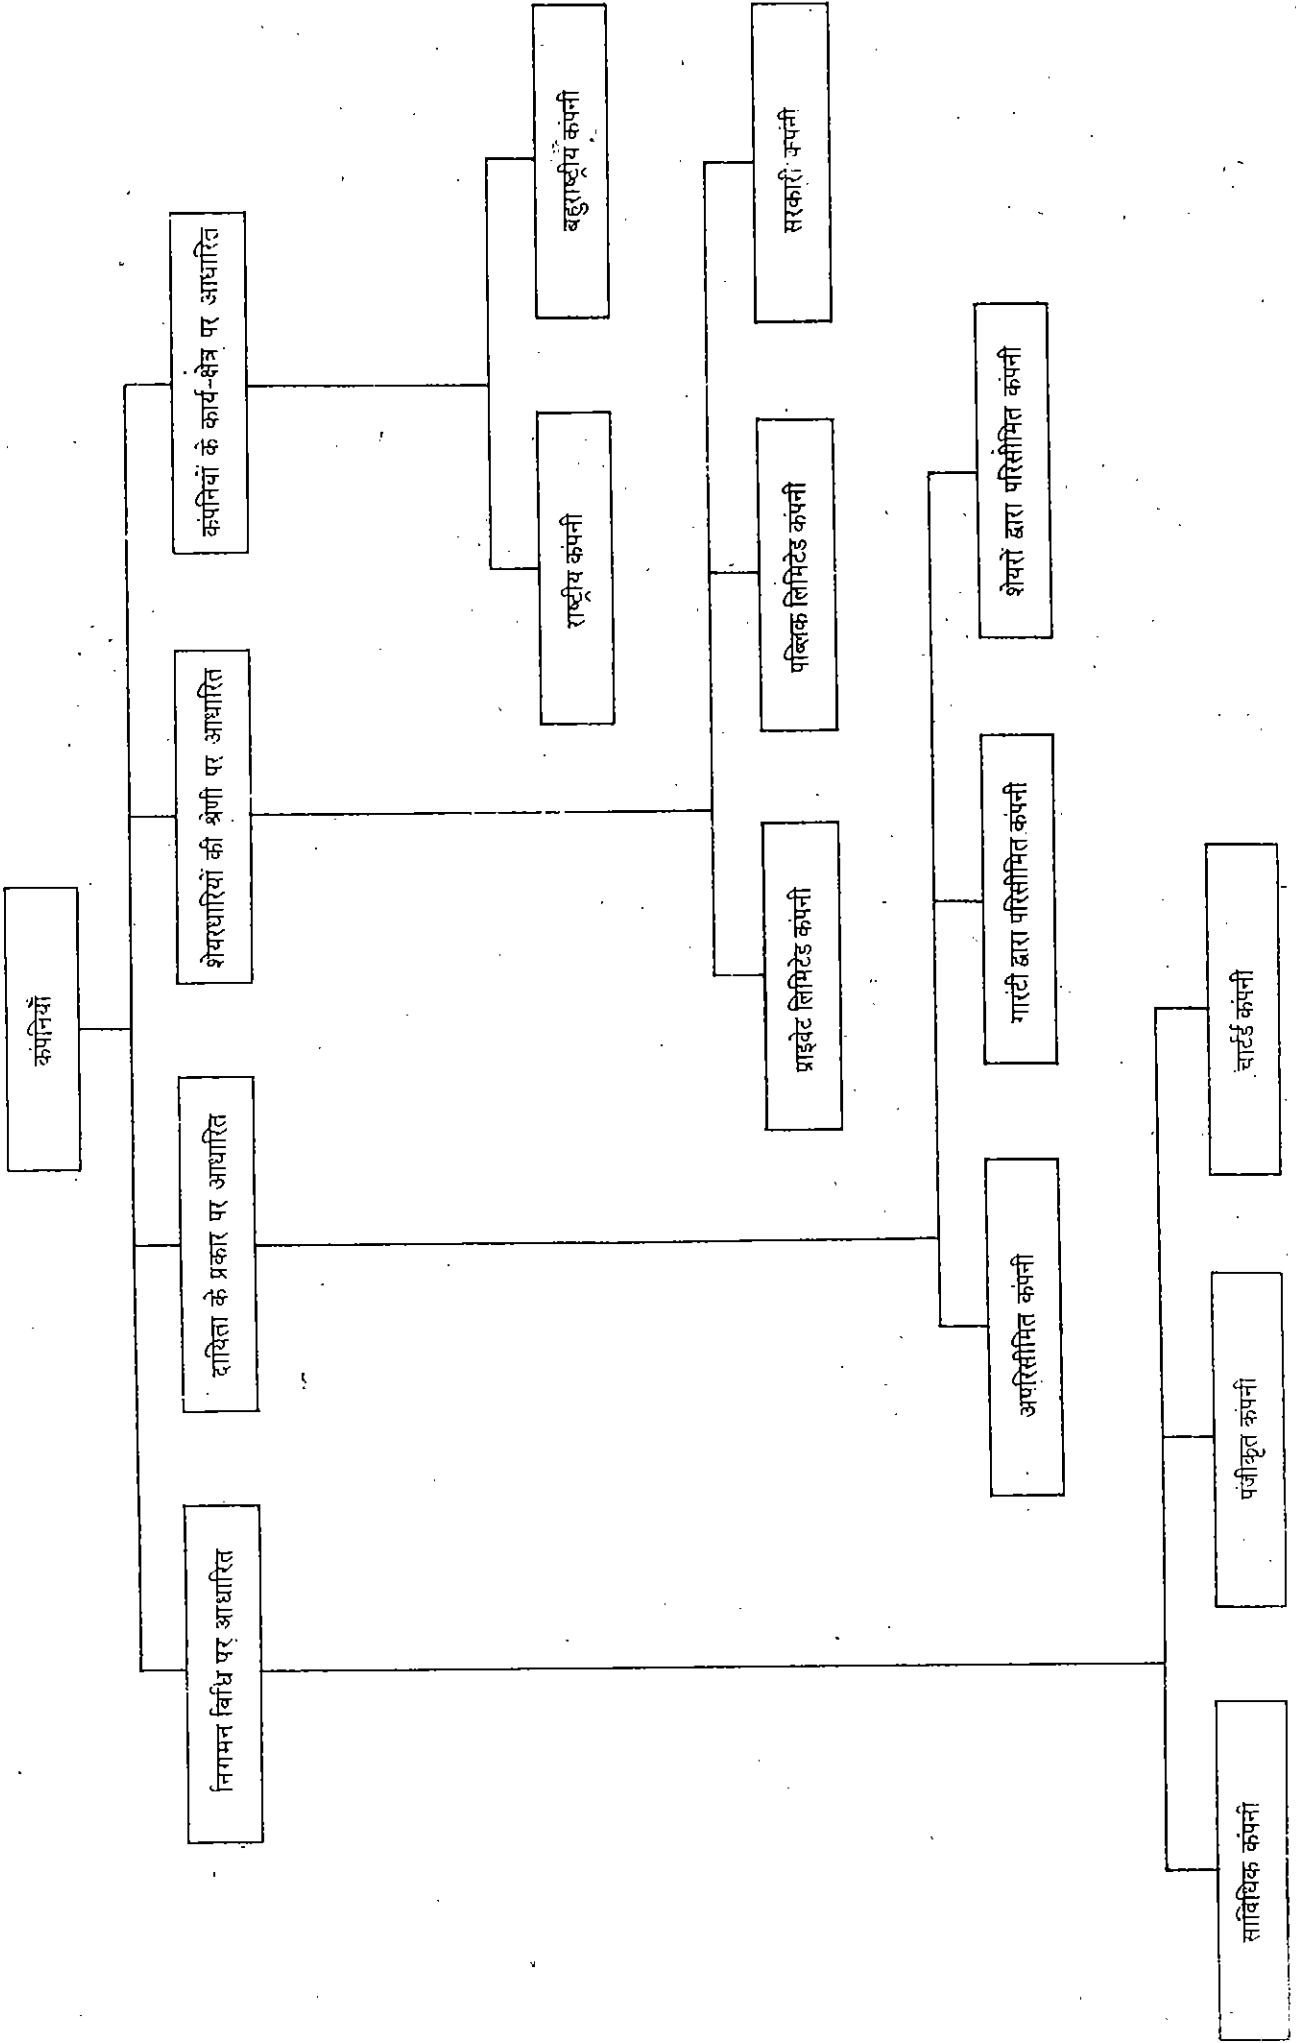 कंपनियाँ
निगमन विधि पर आधारित
दायिता के प्रकार पर आधारित
शेयरधारियों की श्रेणी पर आधारित
कंपनियों के कार्य-क्षेत्र पर आधारित
राष्ट्रीय कंपनी
बहुराष्ट्रीय कंपनी
प्राइवेट लिमिटेड कंपनी
पब्लिक लिमिटेड कंपनी
सरकारी कंपनी
अपरिसीमित कंपनी
गारंटी द्वारा परिसीमित कंपनी
शेयरों द्वारा परिसीमित कंपनी
सांविधिक कंपनी
पंजीकृत कंपनी
चार्टर्ड कंपनी